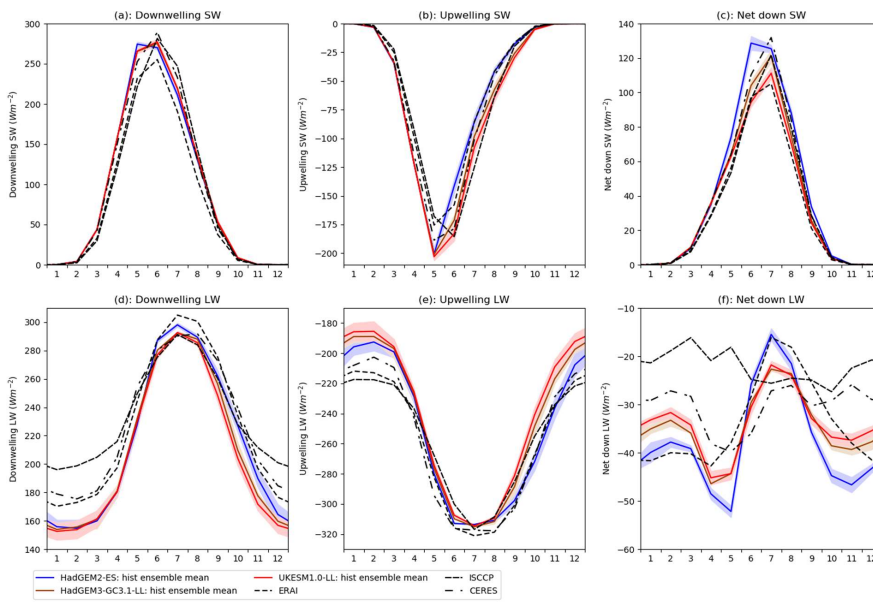 (a): Downwelling SW
(b): Upwelling SW
(c): Net down SW
Downwelling SW (Wm⁻²)
300
250
200
150
100
50
0
1 2 3 4 5 6 7 8 9 10 11 12
Upwelling SW (Wm⁻²)
0
−25
−50
−75
−100
−125
−150
−175
−200
1 2 3 4 5 6 7 8 9 10 11 12
Net down SW (Wm⁻²)
140
120
100
80
60
40
20
0
1 2 3 4 5 6 7 8 9 10 11 12
(d): Downwelling LW
(e): Upwelling LW
(f): Net down LW
Downwelling LW (Wm⁻²)
300
280
260
240
220
200
180
160
140
1 2 3 4 5 6 7 8 9 10 11 12
Upwelling LW (Wm⁻²)
−180
−200
−220
−240
−260
−280
−300
−320
1 2 3 4 5 6 7 8 9 10 11 12
Net down LW (Wm⁻²)
−10
−20
−30
−40
−50
−60
1 2 3 4 5 6 7 8 9 10 11 12
HadGEM2-ES: hist ensemble mean
HadGEM3-GC3.1-LL: hist ensemble mean
UKESM1.0-LL: hist ensemble mean
ERAI
ISCCP
CERES